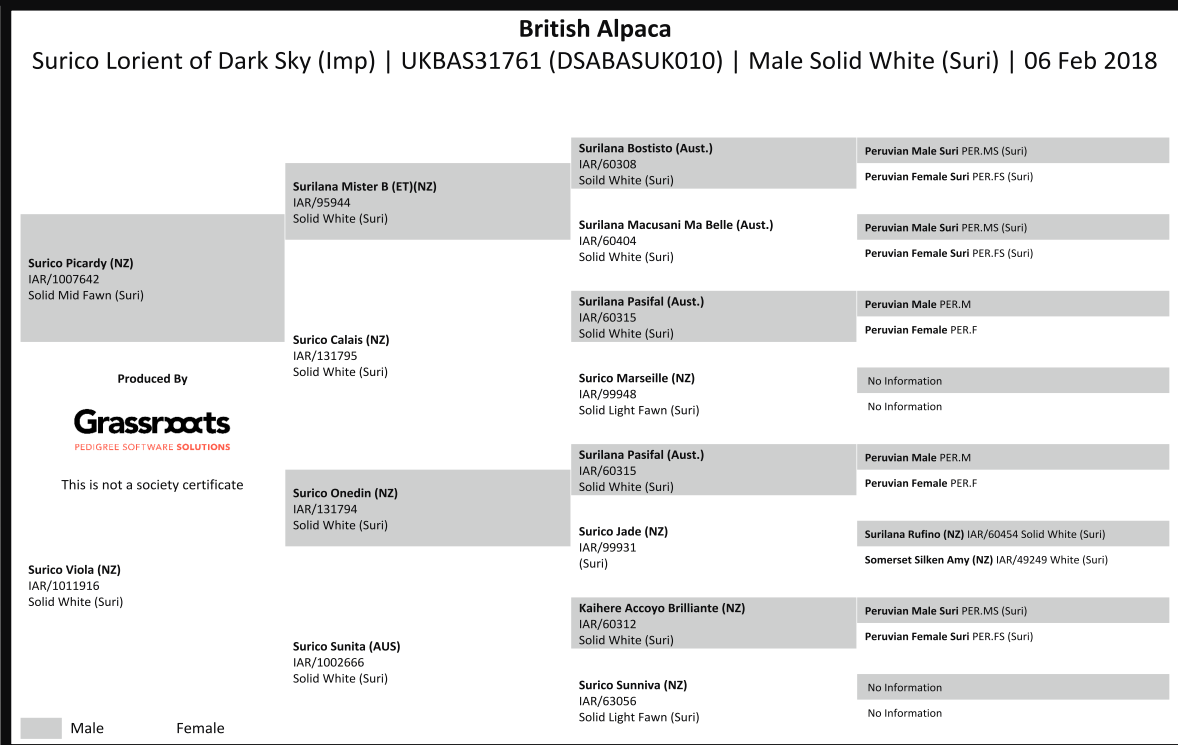 British Alpaca
Surico Lorient of Dark Sky (Imp) | UKBAS31761 (DSABASUK010) | Male Solid White (Suri) | 06 Feb 2018
Surico Picardy (NZ)
IAR/1007642
Solid Mid Fawn (Suri)
Produced By
Grassroots
PEDIGREE SOFTWARE SOLUTIONS
This is not a society certificate
Surico Viola (NZ)
IAR/1011916
Solid White (Suri)
Male
Female
Surilana Mister B (ET)(NZ)
IAR/95944
Solid White (Suri)
Surico Calais (NZ)
IAR/131795
Solid White (Suri)
Surico Onedin (NZ)
IAR/131794
Solid White (Suri)
Surico Sunita (AUS)
IAR/1002666
Solid White (Suri)
Surilana Bostisto (Aust.)
IAR/60308
Soild White (Suri)
Surilana Macusani Ma Belle (Aust.)
IAR/60404
Solid White (Suri)
Surilana Pasifal (Aust.)
IAR/60315
Solid White (Suri)
Surico Marseille (NZ)
IAR/99948
Solid Light Fawn (Suri)
Surilana Pasifal (Aust.)
IAR/60315
Solid White (Suri)
Surico Jade (NZ)
IAR/99931
(Suri)
Kaihere Accoyo Brilliante (NZ)
IAR/60312
Solid White (Suri)
Surico Sunniva (NZ)
IAR/63056
Solid Light Fawn (Suri)
Peruvian Male Suri PER.MS (Suri)
Peruvian Female Suri PER.FS (Suri)
Peruvian Male Suri PER.MS (Suri)
Peruvian Female Suri PER.FS (Suri)
Peruvian Male PER.M
Peruvian Female PER.F
No Information
No Information
Peruvian Male PER.M
Peruvian Female PER.F
Surilana Rufino (NZ) IAR/60454 Solid White (Suri)
Somerset Silken Amy (NZ) IAR/49249 White (Suri)
Peruvian Male Suri PER.MS (Suri)
Peruvian Female Suri PER.FS (Suri)
No Information
No Information